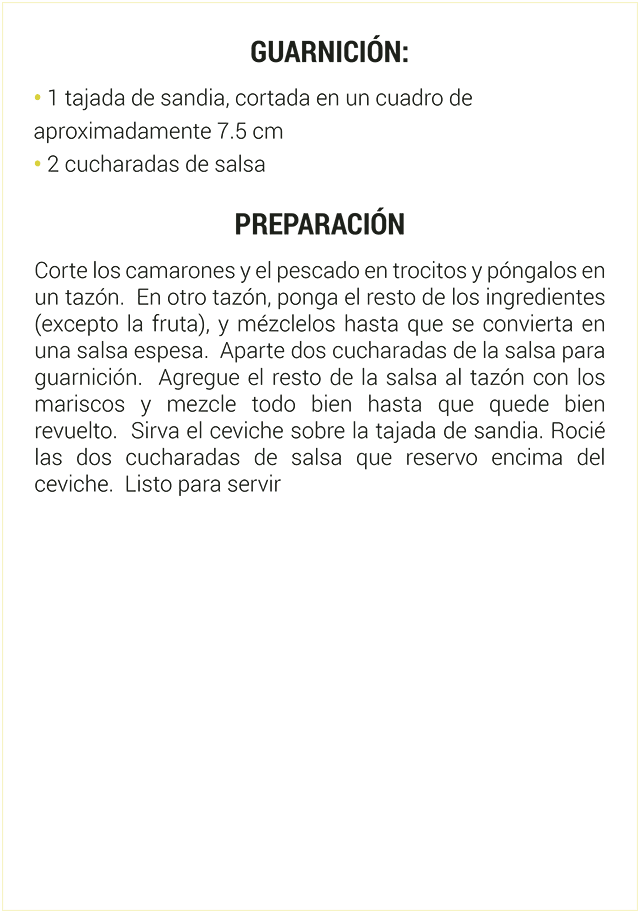 GUARNICIÓN:
• 1 tajada de sandia, cortada en un cuadro de
aproximadamente 7.5 cm
• 2 cucharadas de salsa
PREPARACIÓN
Corte los camarones y el pescado en trocitos y póngalos en
un tazón.  En otro tazón, ponga el resto de los ingredientes
(excepto la fruta), y mézclelos hasta que se convierta en
una salsa espesa.  Aparte dos cucharadas de la salsa para
guarnición.  Agregue el resto de la salsa al tazón con los
mariscos y mezcle todo bien hasta que quede bien
revuelto.  Sirva el ceviche sobre la tajada de sandia. Rocié
las dos cucharadas de salsa que reservo encima del
ceviche.  Listo para servir